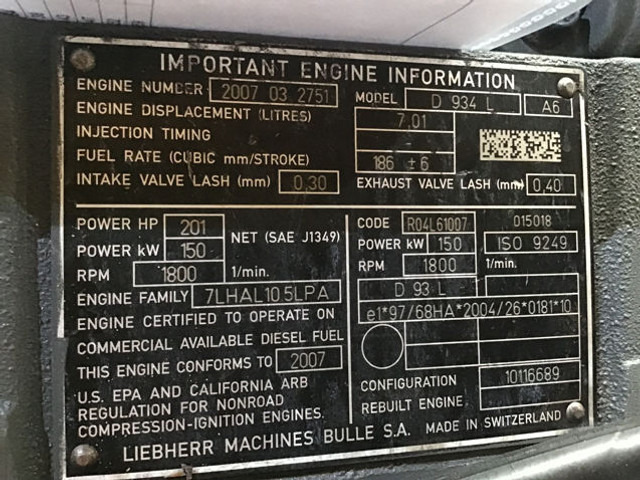 IMPORTANT ENGINE INFORMATION
ENGINE NUMBER 2007 03 2751 MODEL D 934 L A6
ENGINE DISPLACEMENT (LITRES) 7,01
INJECTION TIMING
FUEL RATE (CUBIC mm/STROKE) 186 ±6
INTAKE VALVE LASH (mm) 0,30 EXHAUST VALVE LASH (mm) 0,40
POWER HP 201
POWER kW 150 NET (SAE J1349)
RPM 1800 1/min.
ENGINE FAMILY 7LHAL10.5LPA
ENGINE CERTIFIED TO OPERATE ON
COMMERCIAL AVAILABLE DIESEL FUEL
THIS ENGINE CONFORMS TO 2007
U.S. EPA AND CALIFORNIA ARB
REGULATION FOR NONROAD
COMPRESSION-IGNITION ENGINES.
CODE R04L61007 015018
POWER kW 150 ISO 9249
RPM 1800 1/min.
D 93 L
e1*97/68HA*2004/26*0181*10
CONFIGURATION 10116689
REBUILT ENGINE
LIEBHERR MACHINES BULLE S.A. MADE IN SWITZERLAND